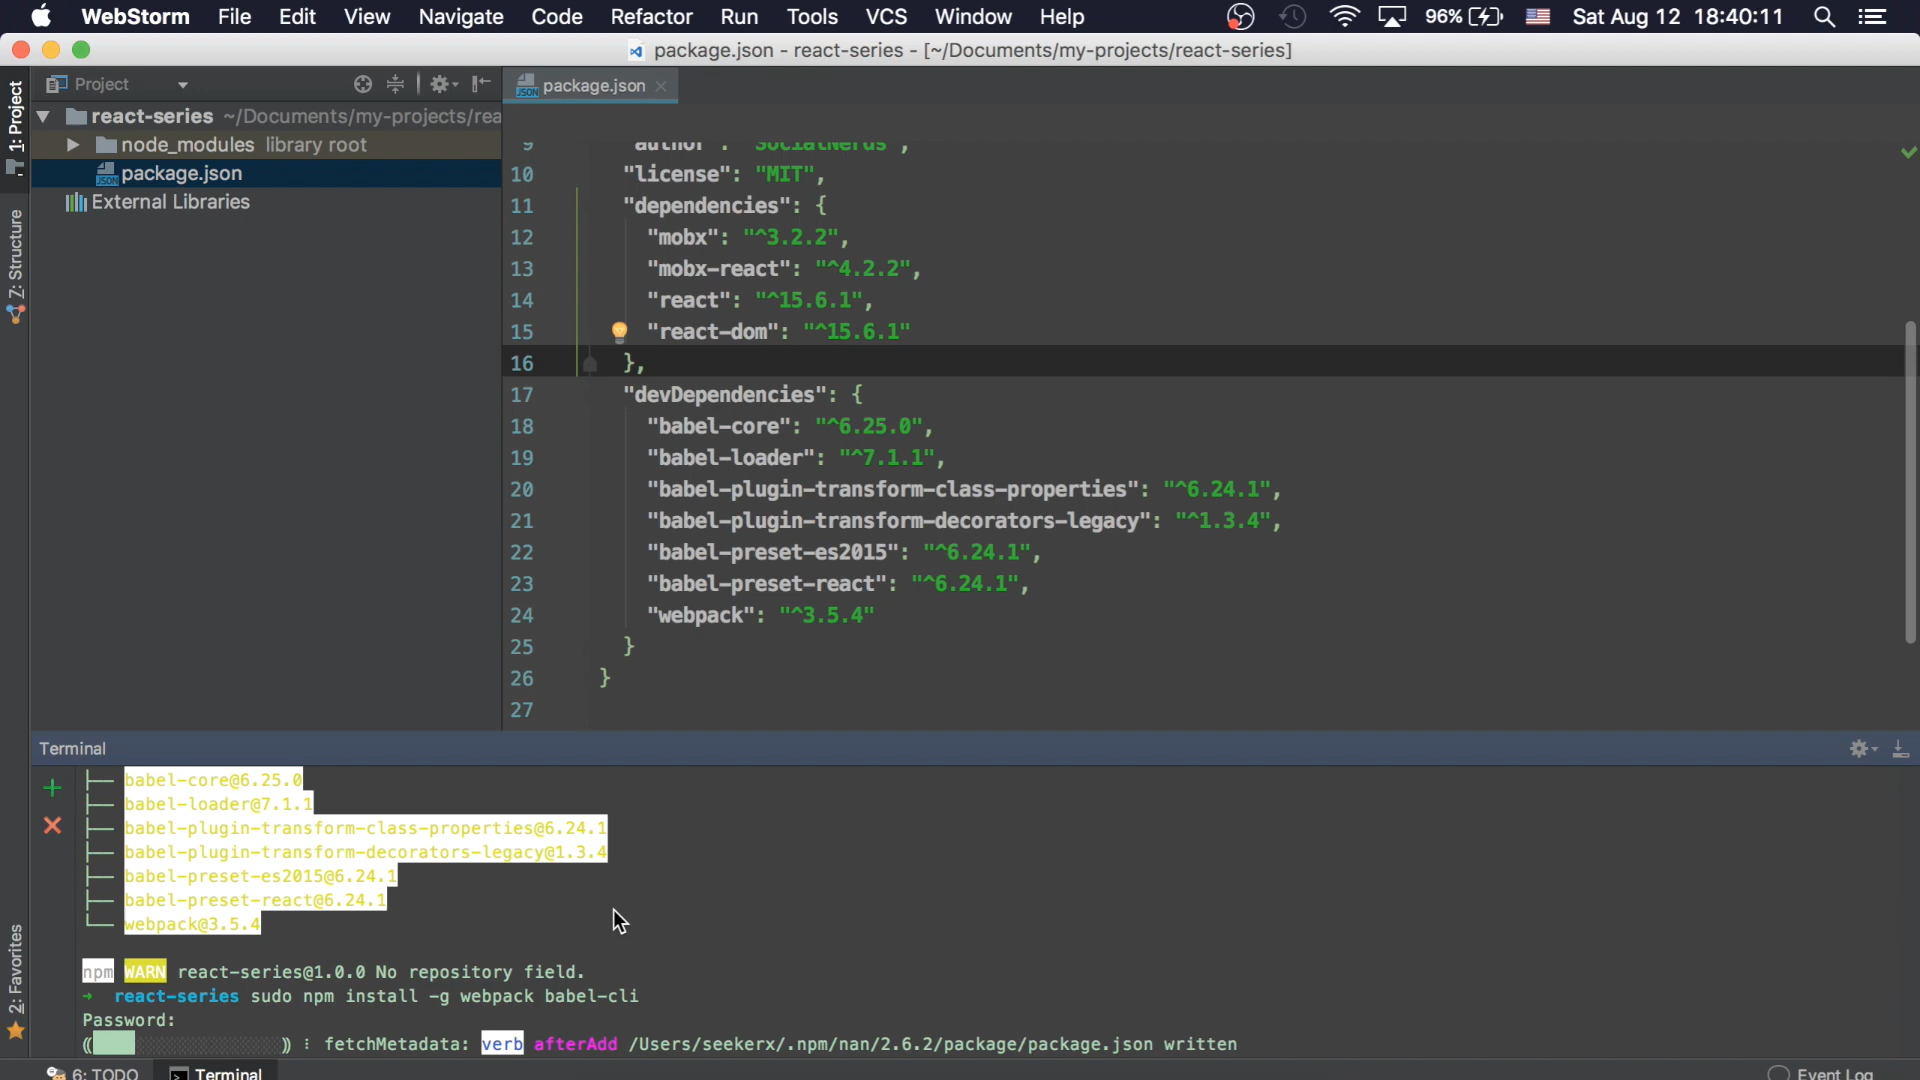 WebStorm File Edit View Navigate Code Refactor Run Tools VCS Window Help 96% Sat Aug 12 18:40:11
package.json - react-series - [~/Documents/my-projects/react-series]
Project package.json
1: Project
react-series ~/Documents/my-projects/rea
node_modules library root
package.json
External Libraries
Z: Structure
9 "author": "SocialNerds",
10 "license": "MIT",
11 "dependencies": {
12 "mobx": "^3.2.2",
13 "mobx-react": "^4.2.2",
14 "react": "^15.6.1",
15 "react-dom": "^15.6.1"
16 },
17 "devDependencies": {
18 "babel-core": "^6.25.0",
19 "babel-loader": "^7.1.1",
20 "babel-plugin-transform-class-properties": "^6.24.1",
21 "babel-plugin-transform-decorators-legacy": "^1.3.4",
22 "babel-preset-es2015": "^6.24.1",
23 "babel-preset-react": "^6.24.1",
24 "webpack": "^3.5.4"
25 }
26 }
27
Terminal
├── babel-core@6.25.0
├── babel-loader@7.1.1
├── babel-plugin-transform-class-properties@6.24.1
├── babel-plugin-transform-decorators-legacy@1.3.4
├── babel-preset-es2015@6.24.1
├── babel-preset-react@6.24.1
└── webpack@3.5.4
npm WARN react-series@1.0.0 No repository field.
➜ react-series sudo npm install -g webpack babel-cli
Password:
⸨ ⸩ ⠇ fetchMetadata: verb afterAdd /Users/seekerx/.npm/nan/2.6.2/package/package.json written
2: Favorites
6: TODO Terminal Event Log